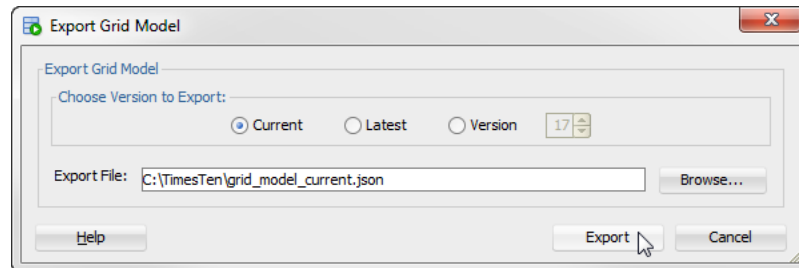 Export Grid Model
Export Grid Model
Choose Version to Export:
Current Latest Version 17
Export File: C:\TimesTen\grid_model_current.json Browse...
Help Export Cancel